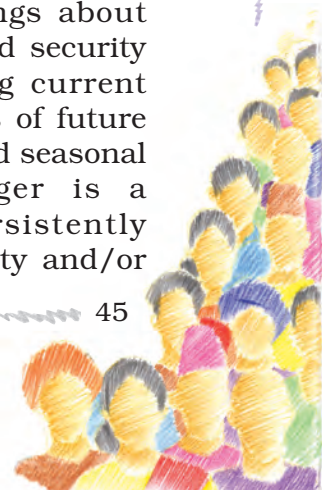 ngs about
d security
g current
of future
d seasonal
ger is a
rsistently
ty and/or
45